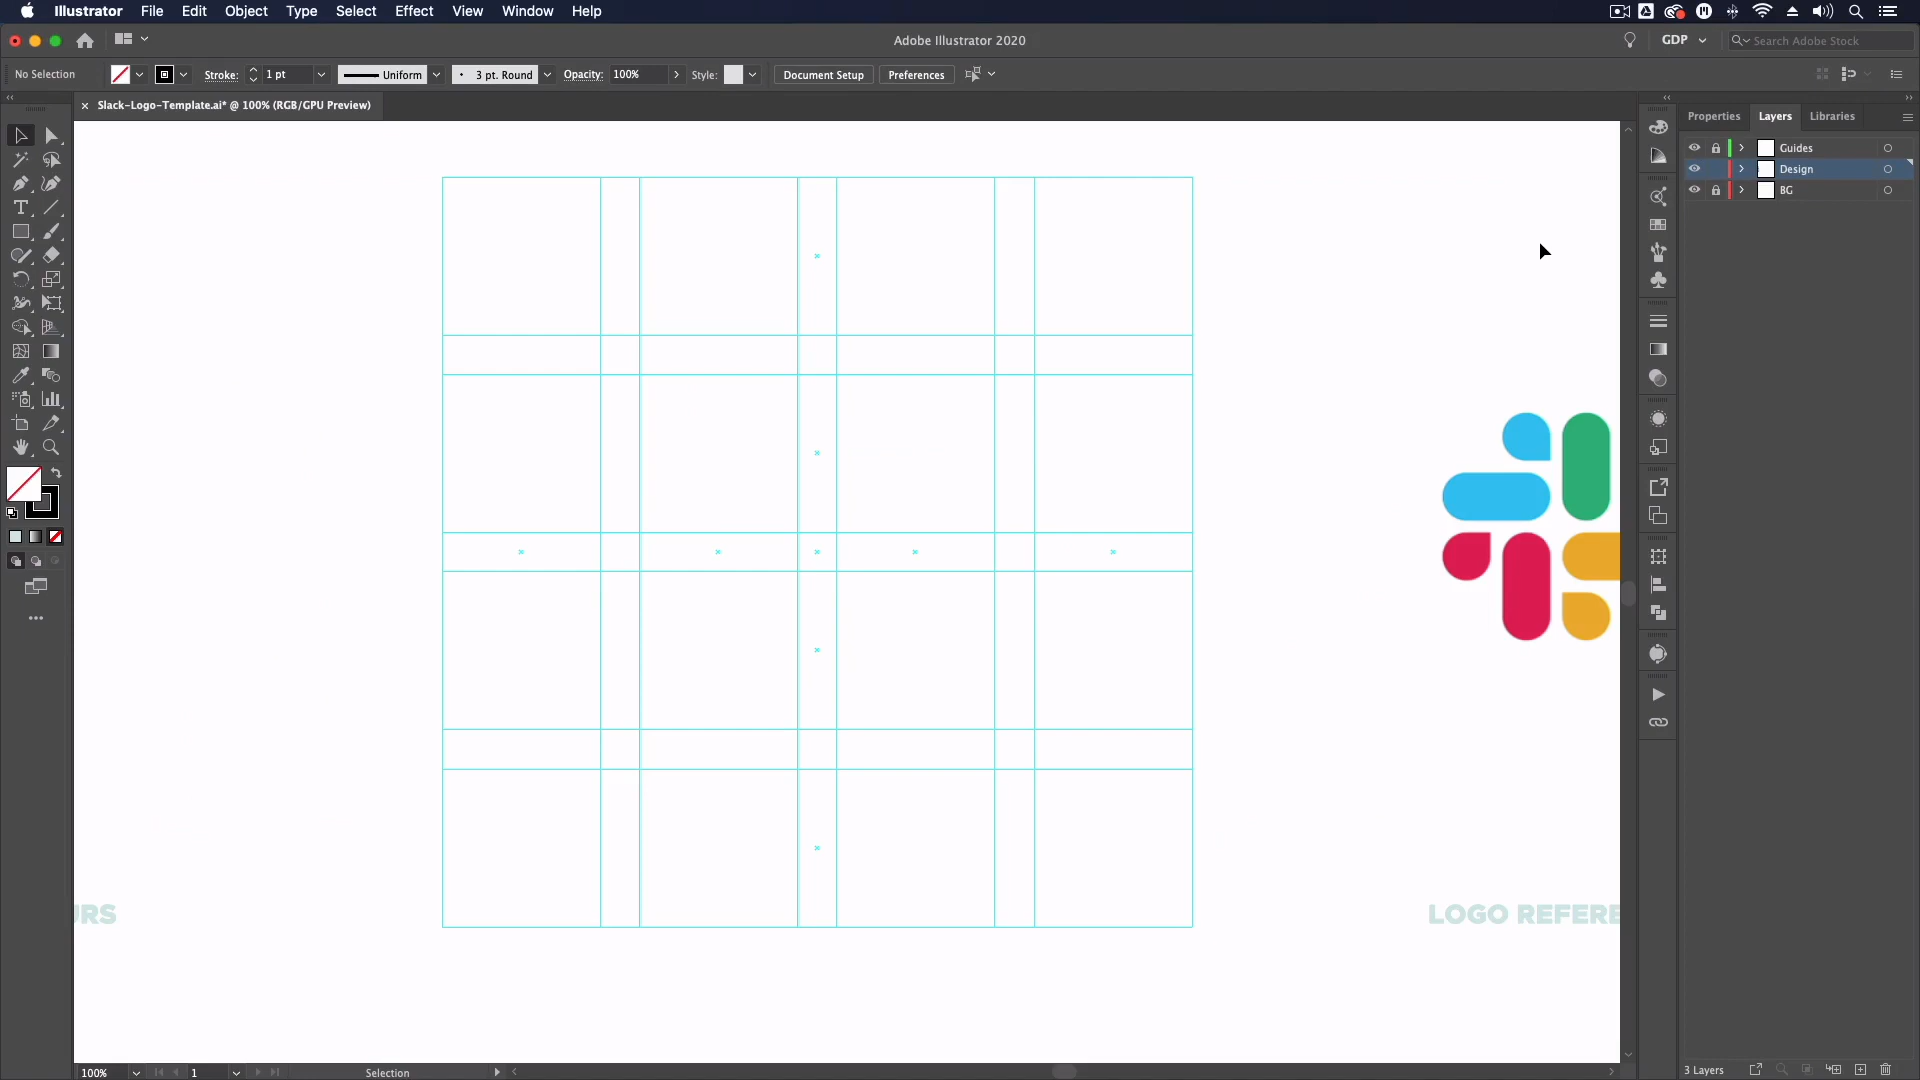 Illustrator File Edit Object Type Select Effect View Window Help
Adobe Illustrator 2020
GDP
Search Adobe Stock
No Selection
Stroke:
1 pt
Uniform
3 pt. Round
Opacity:
100%
Style:
Document Setup
Preferences
× Slack-Logo-Template.ai* @ 100% (RGB/GPU Preview)
Properties
Layers
Libraries
Guides
Design
BG
URS
LOGO REFERE
100%
1
Selection
3 Layers